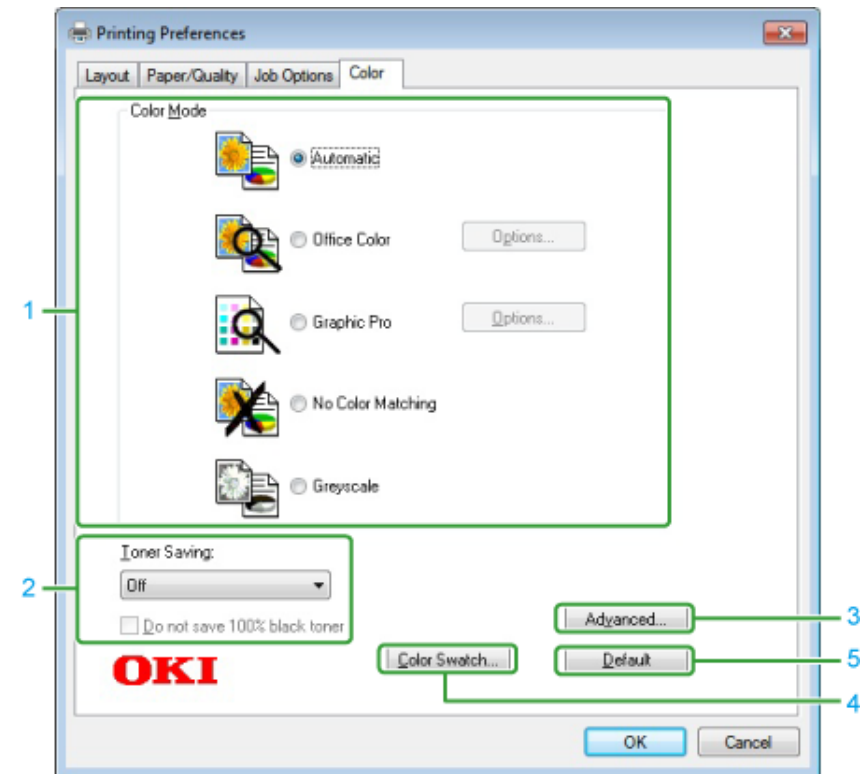 Printing Preferences
Layout Paper/Quality Job Options Color
Color Mode
Automatic
Office Color Options...
1
Graphic Pro Options...
No Color Matching
Greyscale
Toner Saving:
2 Off
Do not save 100% black toner
Advanced... 3
OKI Color Swatch... Default 5
4
OK Cancel